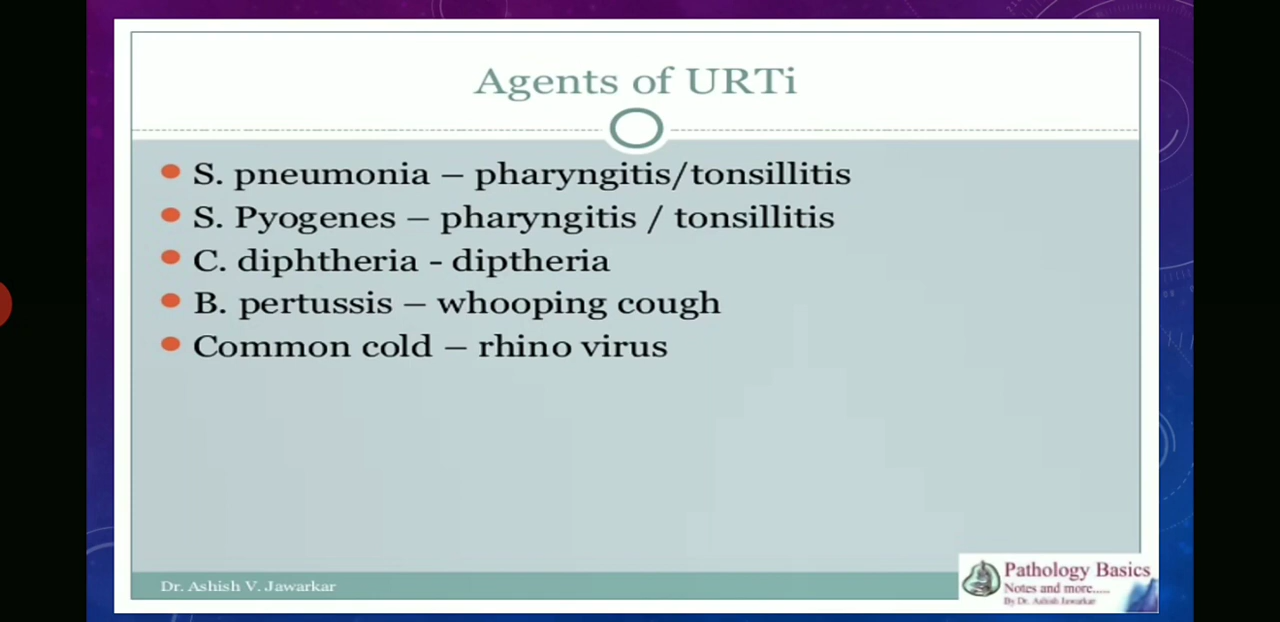 Agents of URTi
S. pneumonia – pharyngitis/tonsillitis
S. Pyogenes – pharyngitis / tonsillitis
C. diphtheria - diptheria
B. pertussis – whooping cough
Common cold – rhino virus
Dr. Ashish V. Jawarkar
Pathology Basics
Notes and more.....
By Dr. Ashish Jawarkar